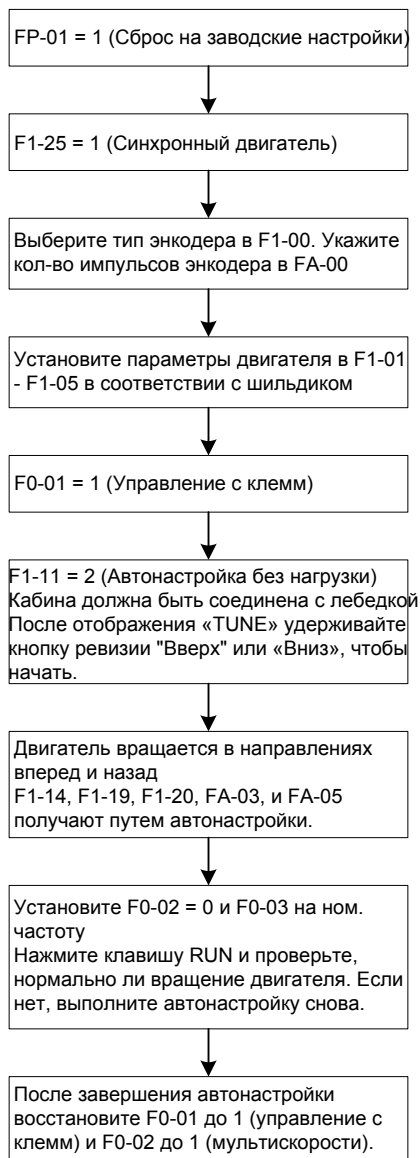 FP-01 = 1 (Сброс на заводские настройки)
F1-25 = 1 (Синхронный двигатель)
Выберите тип энкодера в F1-00. Укажите
кол-во импульсов энкодера в FA-00
Установите параметры двигателя в F1-01
- F1-05 в соответствии с шильдиком
F0-01 = 1 (Управление с клемм)
F1-11 = 2 (Автонастройка без нагрузки)
Кабина должна быть соединена с лебедкой
После отображения «TUNE» удерживайте
кнопку ревизии "Вверх" или «Вниз», чтобы
начать.
Двигатель вращается в направлениях
вперед и назад
F1-14, F1-19, F1-20, FA-03, и FA-05
получают путем автонастройки.
Установите F0-02 = 0 и F0-03 на ном.
частоту
Нажмите клавишу RUN и проверьте,
нормально ли вращение двигателя. Если
нет, выполните автонастройку снова.
После завершения автонастройки
восстановите F0-01 до 1 (управление с
клемм) и F0-02 до 1 (мультискорости).